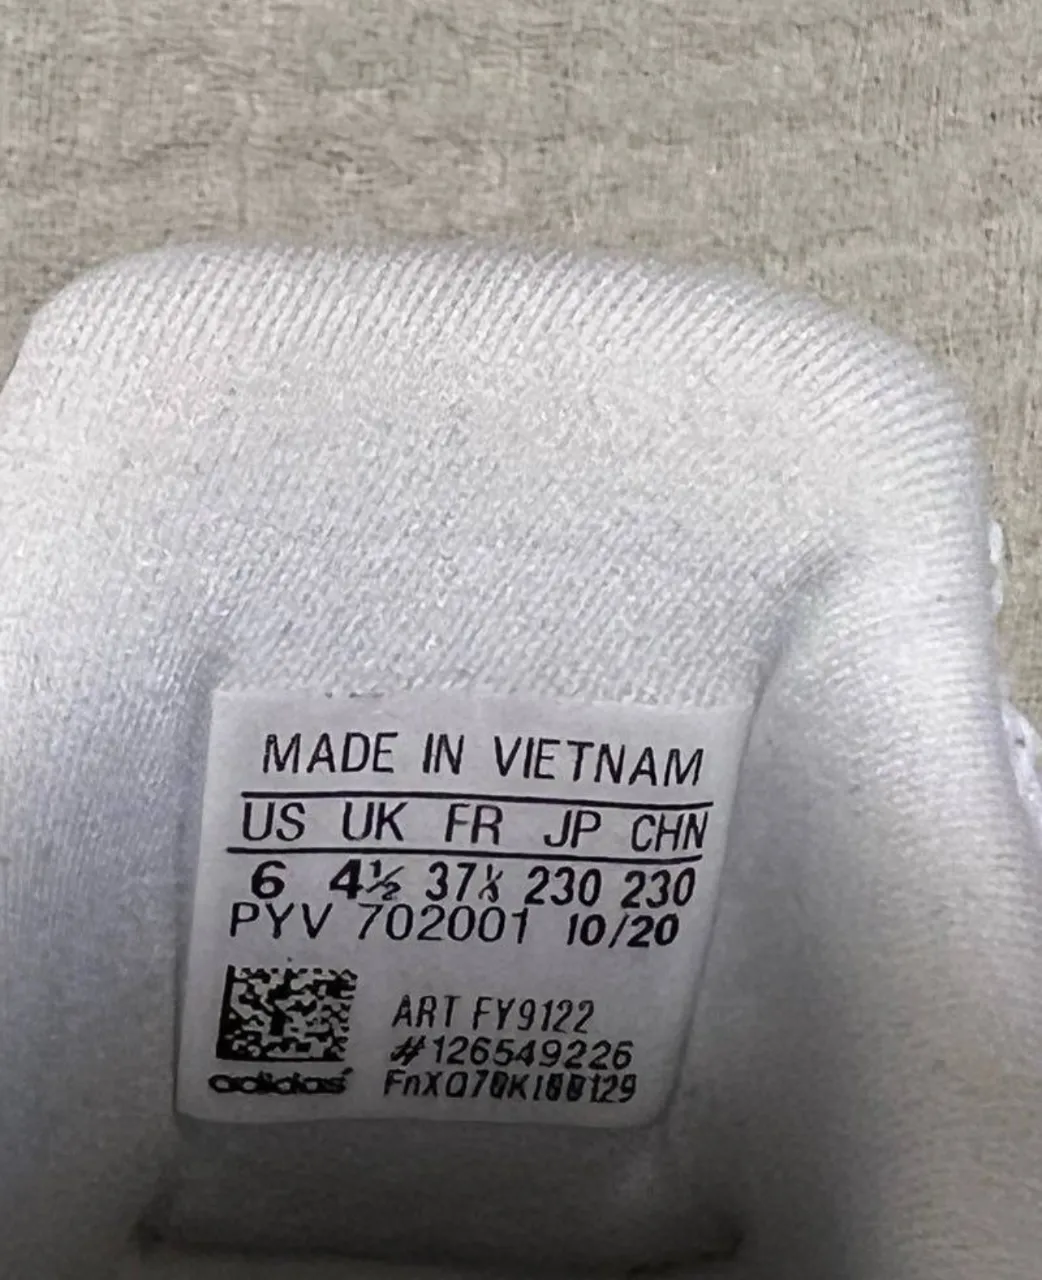 MADE IN VIETNAM
US UK FR JP CHN
6 4½ 37⅓ 230 230
PYV 702001 10/20
ART FY9122
#126549226
adidas